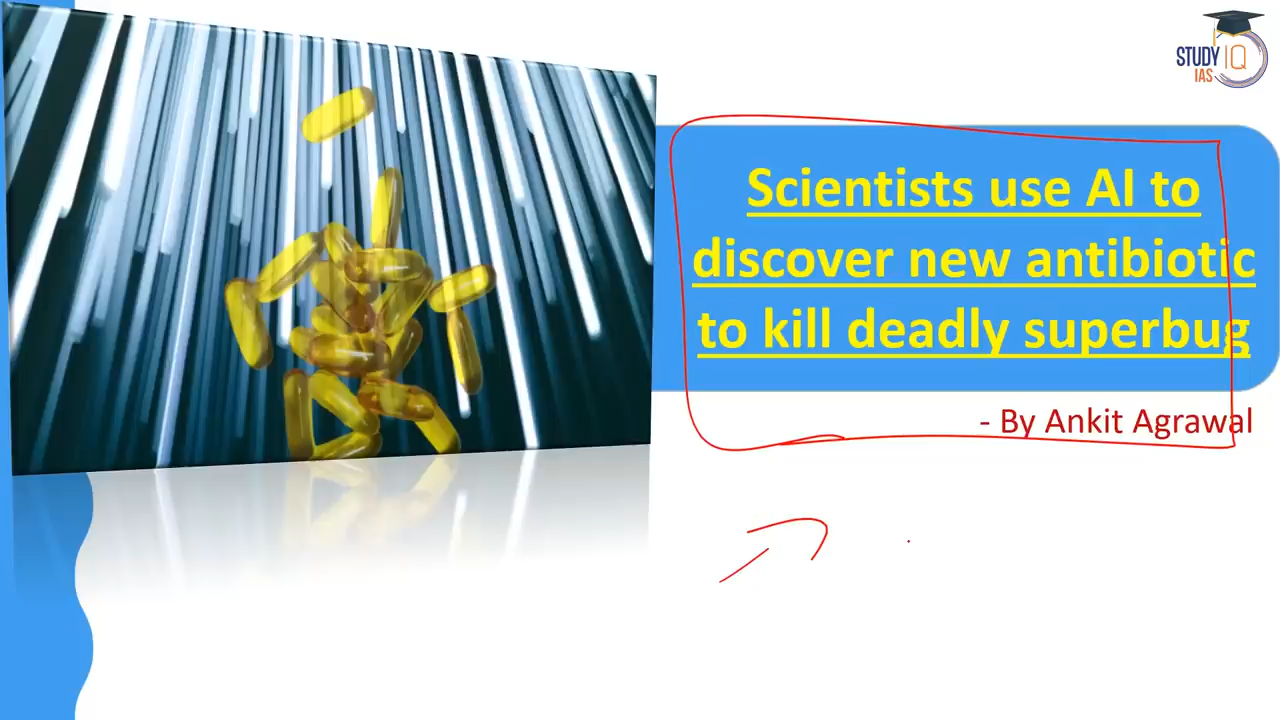 STUDY IQ
IAS
Scientists use AI to
discover new antibiotic
to kill deadly superbug
- By Ankit Agrawal